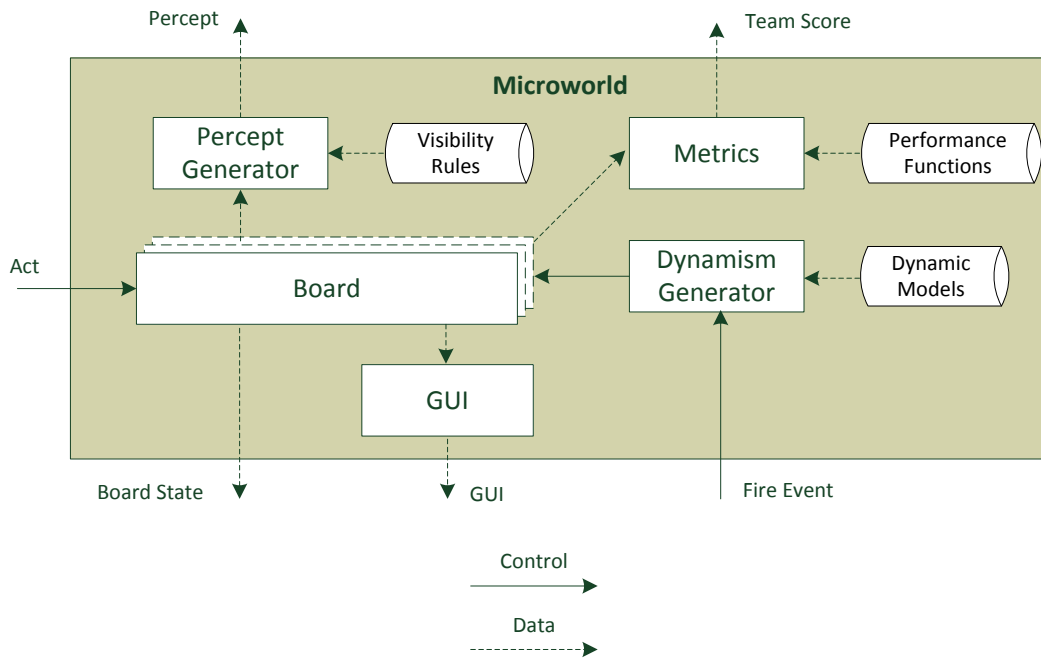 Percept
Team Score
Microworld
Percept
Generator
Visibility
Rules
Metrics
Performance
Functions
Act
Board
Dynamism
Generator
Dynamic
Models
GUI
Board State
GUI
Fire Event
Control
Data